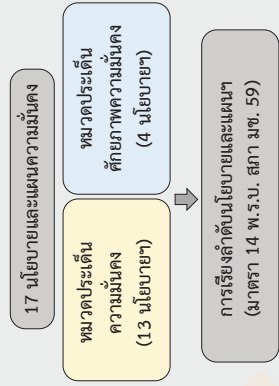 17 นโยบายและแผนความมั่นคง
หมวดประเด็น
ความมั่นคง
(13 นโยบายฯ)
หมวดประเด็น
ศักยภาพความมั่นคง
(4 นโยบายฯ)
การเรียงลำดับนโยบายและแผนฯ
(มาตรา 14 พ.ร.บ. สภา มช. 59)